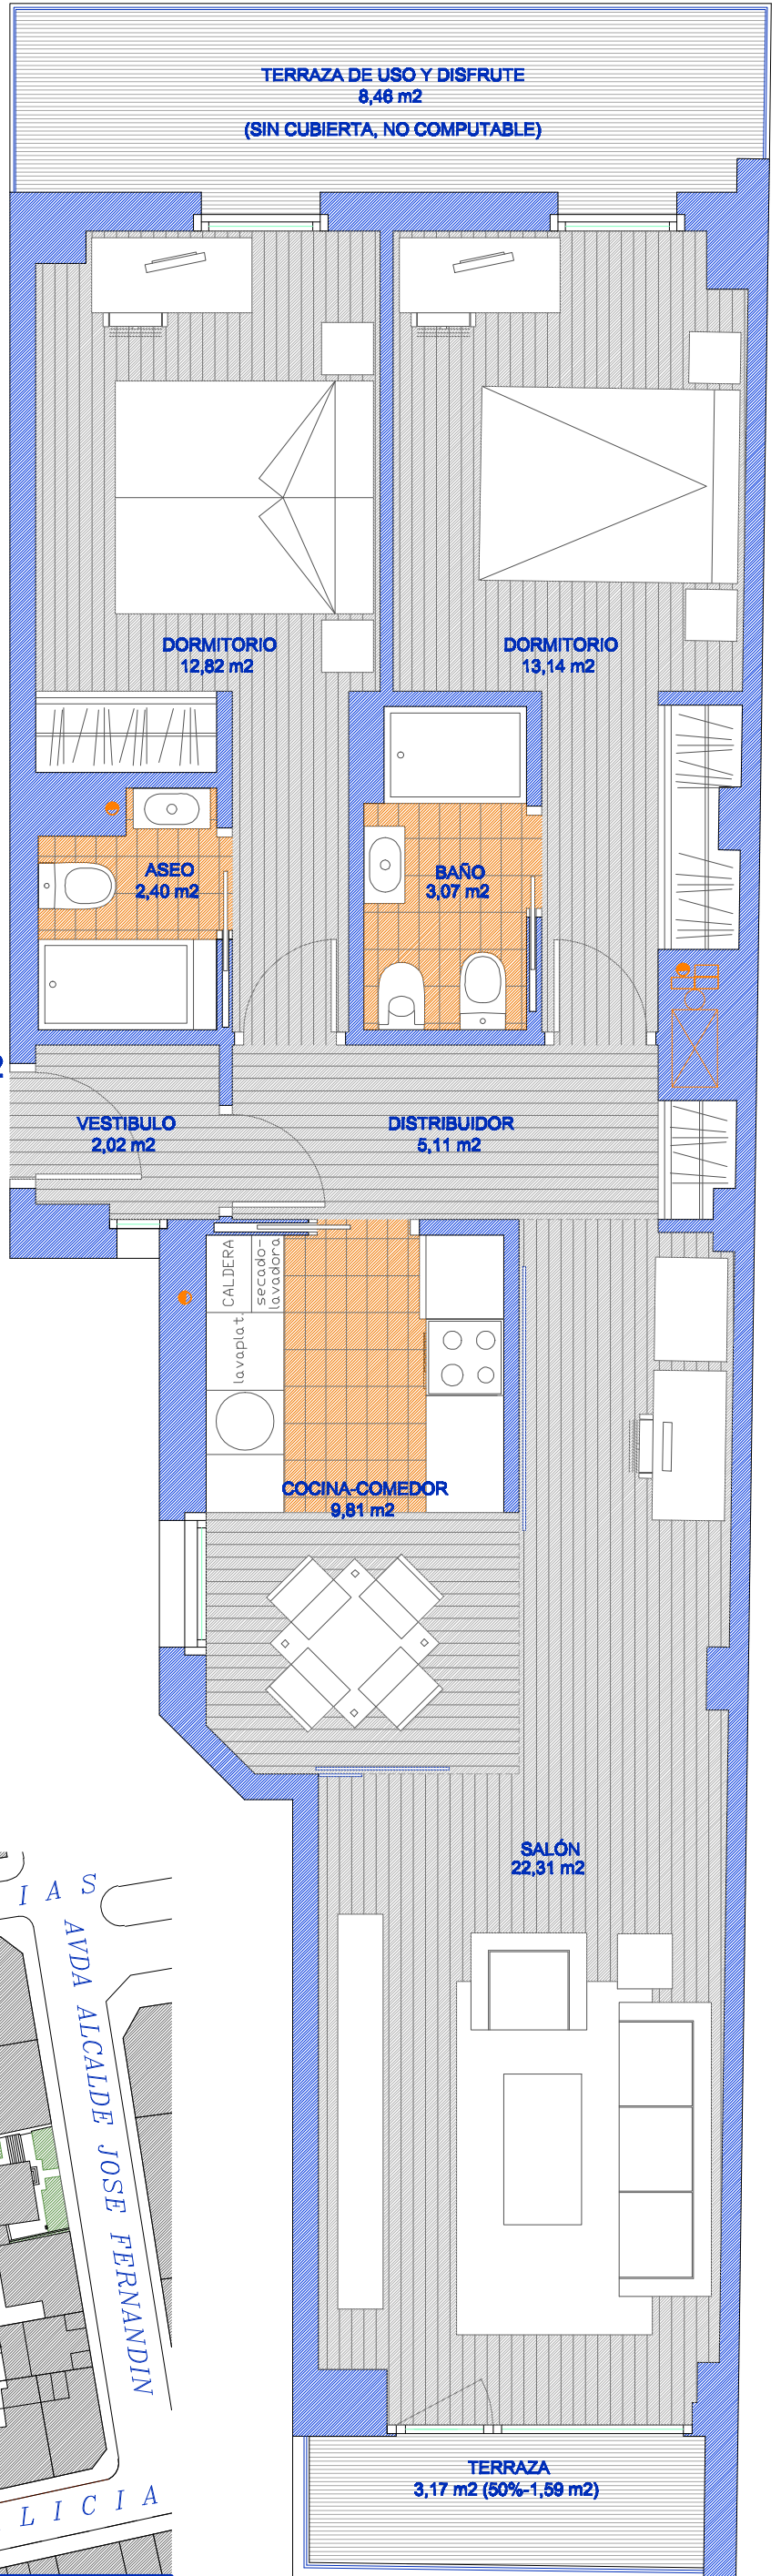 TERRAZA DE USO Y DISFRUTE
8,46 m2
(SIN CUBIERTA, NO COMPUTABLE)
DORMITORIO
12,82 m2
DORMITORIO
13,14 m2
ASEO
2,40 m2
BAÑO
3,07 m2
VESTIBULO
2,02 m2
DISTRIBUIDOR
5,11 m2
CALDERA
secado-
lavadora
lavaplat.
COCINA-COMEDOR
9,81 m2
SALÓN
22,31 m2
IAS
AVDA ALCALDE JOSE FERNANDIN
LICIA
TERRAZA
3,17 m2 (50%-1,59 m2)